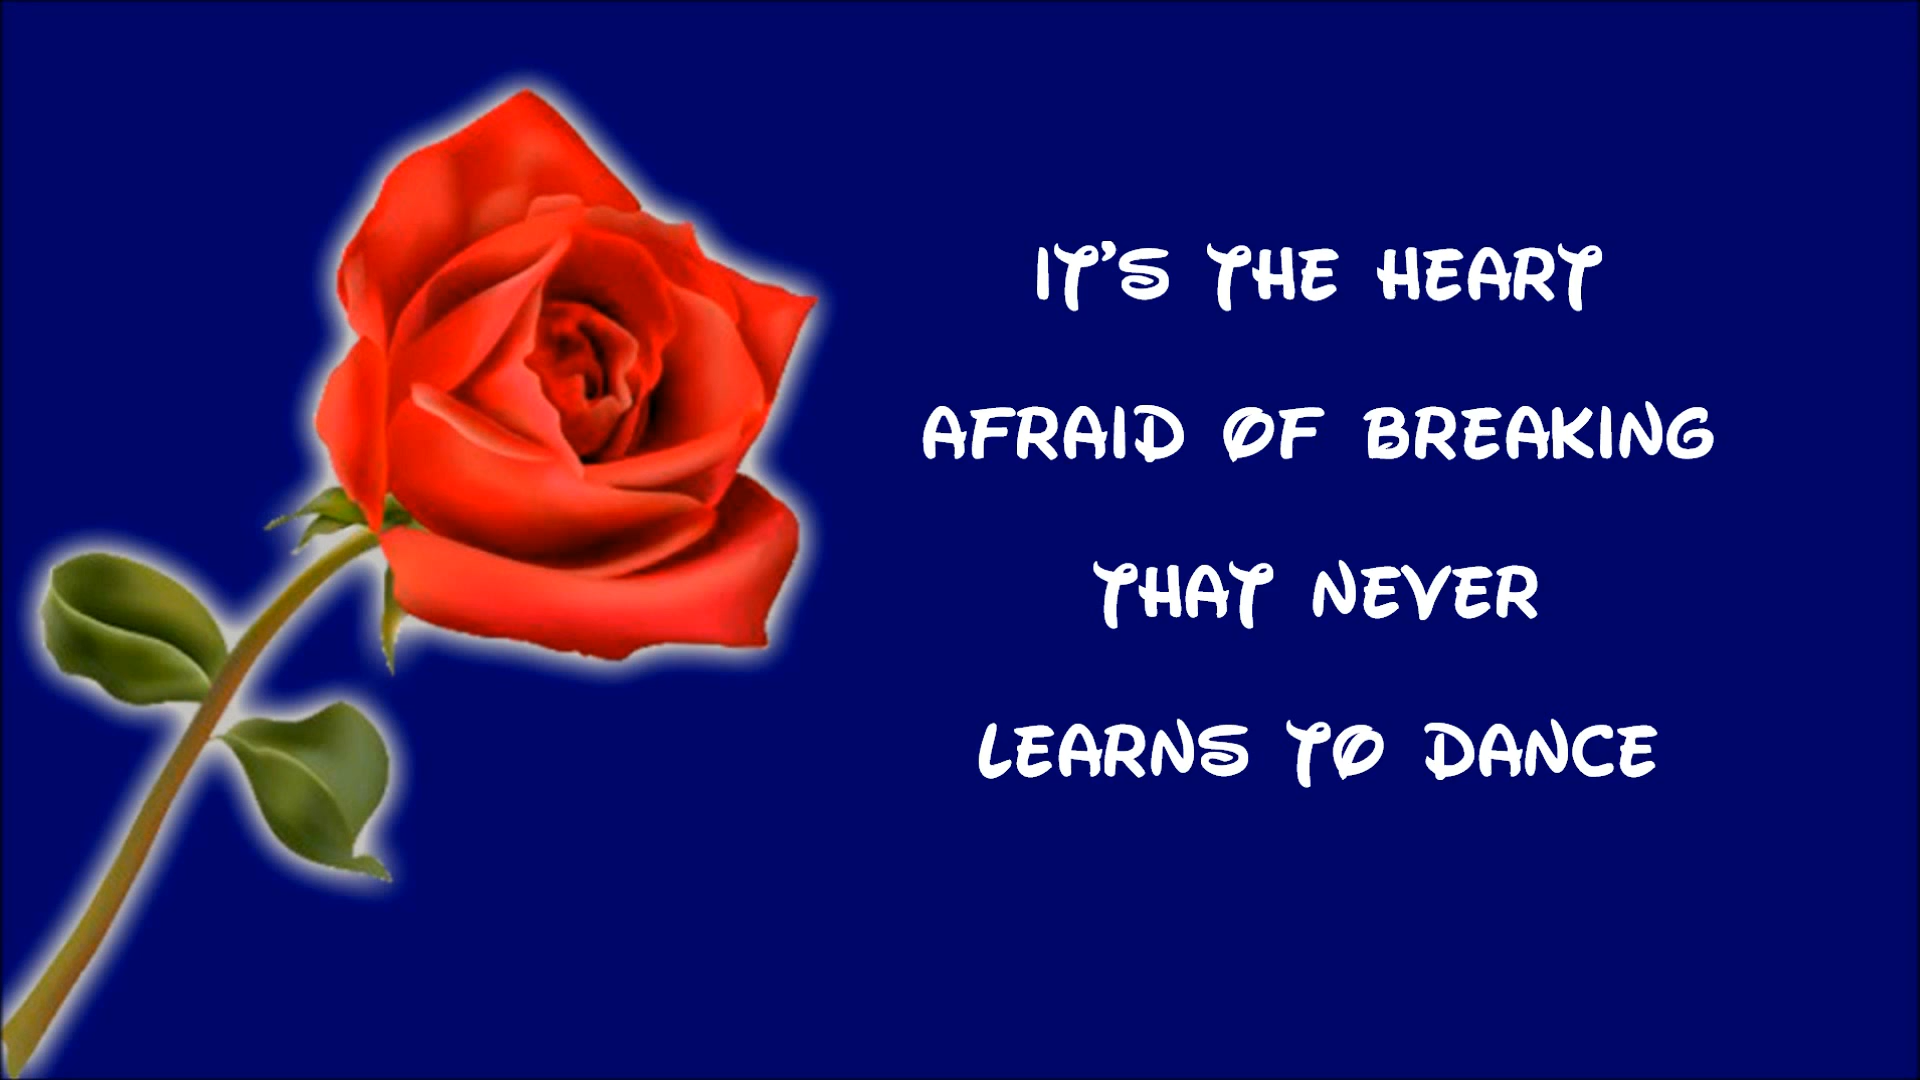 IT'S THE HEART
AFRAID OF BREAKING
THAT NEVER
LEARNS TO DANCE